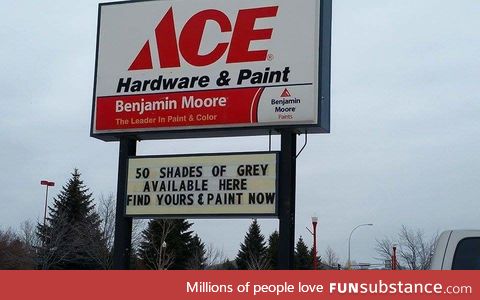 ACE
Hardware & Paint
Benjamin Moore
The Leader In Paint & Color
Benjamin
Moore
Paints
50 SHADES OF GREY
AVAILABLE HERE
FIND YOURS & PAINT NOW
Millions of people love FUNsubstance.com